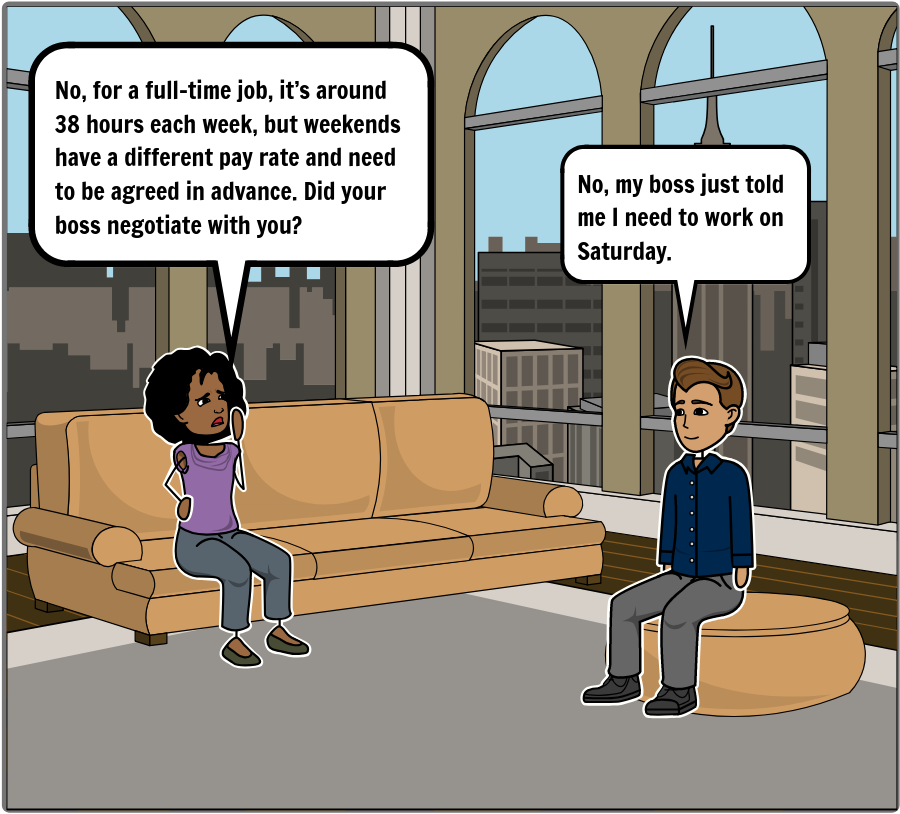 No, for a full-time job, it's around
38 hours each week, but weekends
have a different pay rate and need
to be agreed in advance. Did your
boss negotiate with you?
No, my boss just told
me I need to work on
Saturday.